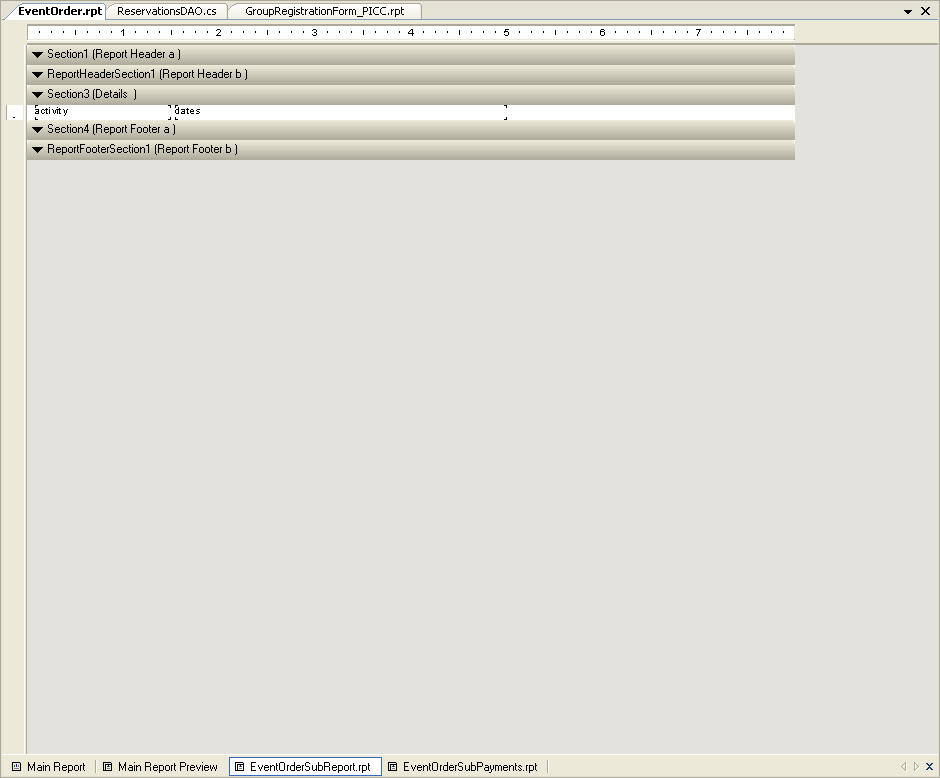 EventOrder.rpt ReservationsDAO.cs GroupRegistrationForm_PICC.rpt
1 2 3 4 5 6 7
Section1 (Report Header a )
ReportHeaderSection1 (Report Header b )
Section3 (Details )
activity dates
Section4 (Report Footer a )
ReportFooterSection1 (Report Footer b )
Main Report Main Report Preview EventOrderSubReport.rpt EventOrderSubPayments.rpt